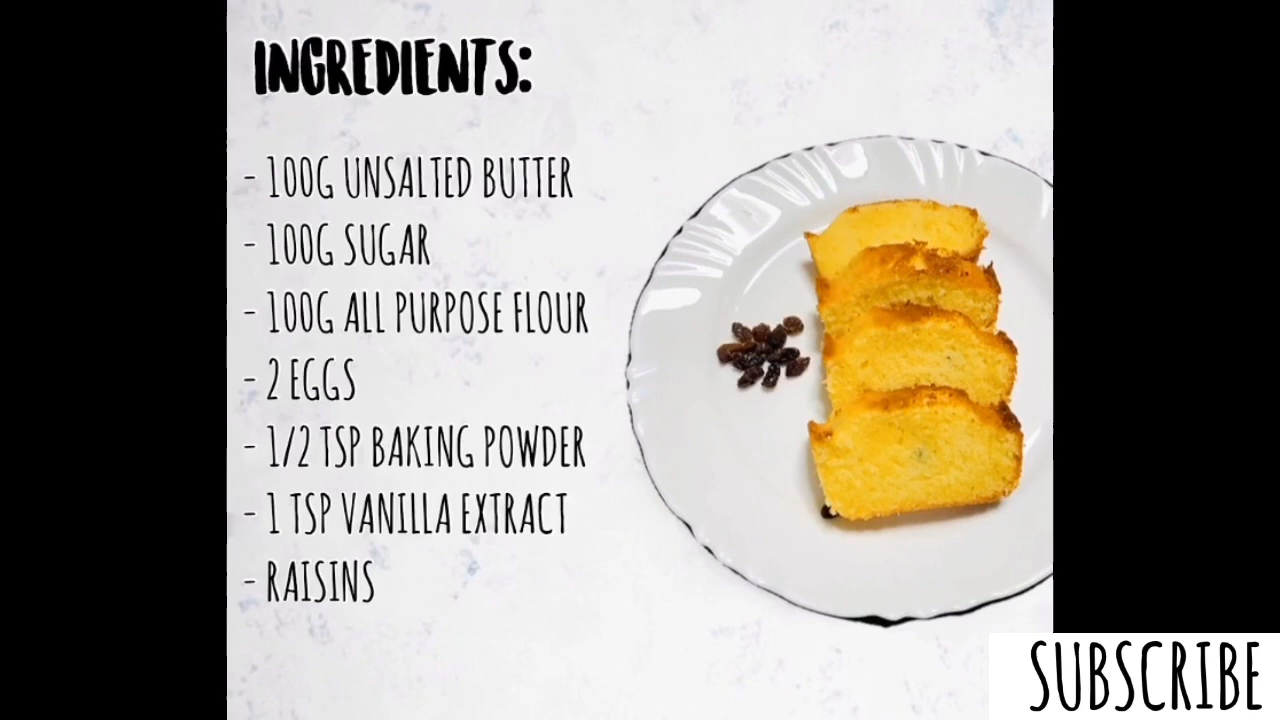 INGREDIENTS:
- 100G UNSALTED BUTTER
- 100G SUGAR
- 100G ALL PURPOSE FLOUR
- 2 EGGS
- 1/2 TSP BAKING POWDER
- 1 TSP VANILLA EXTRACT
- RAISINS
SUBSCRIBE